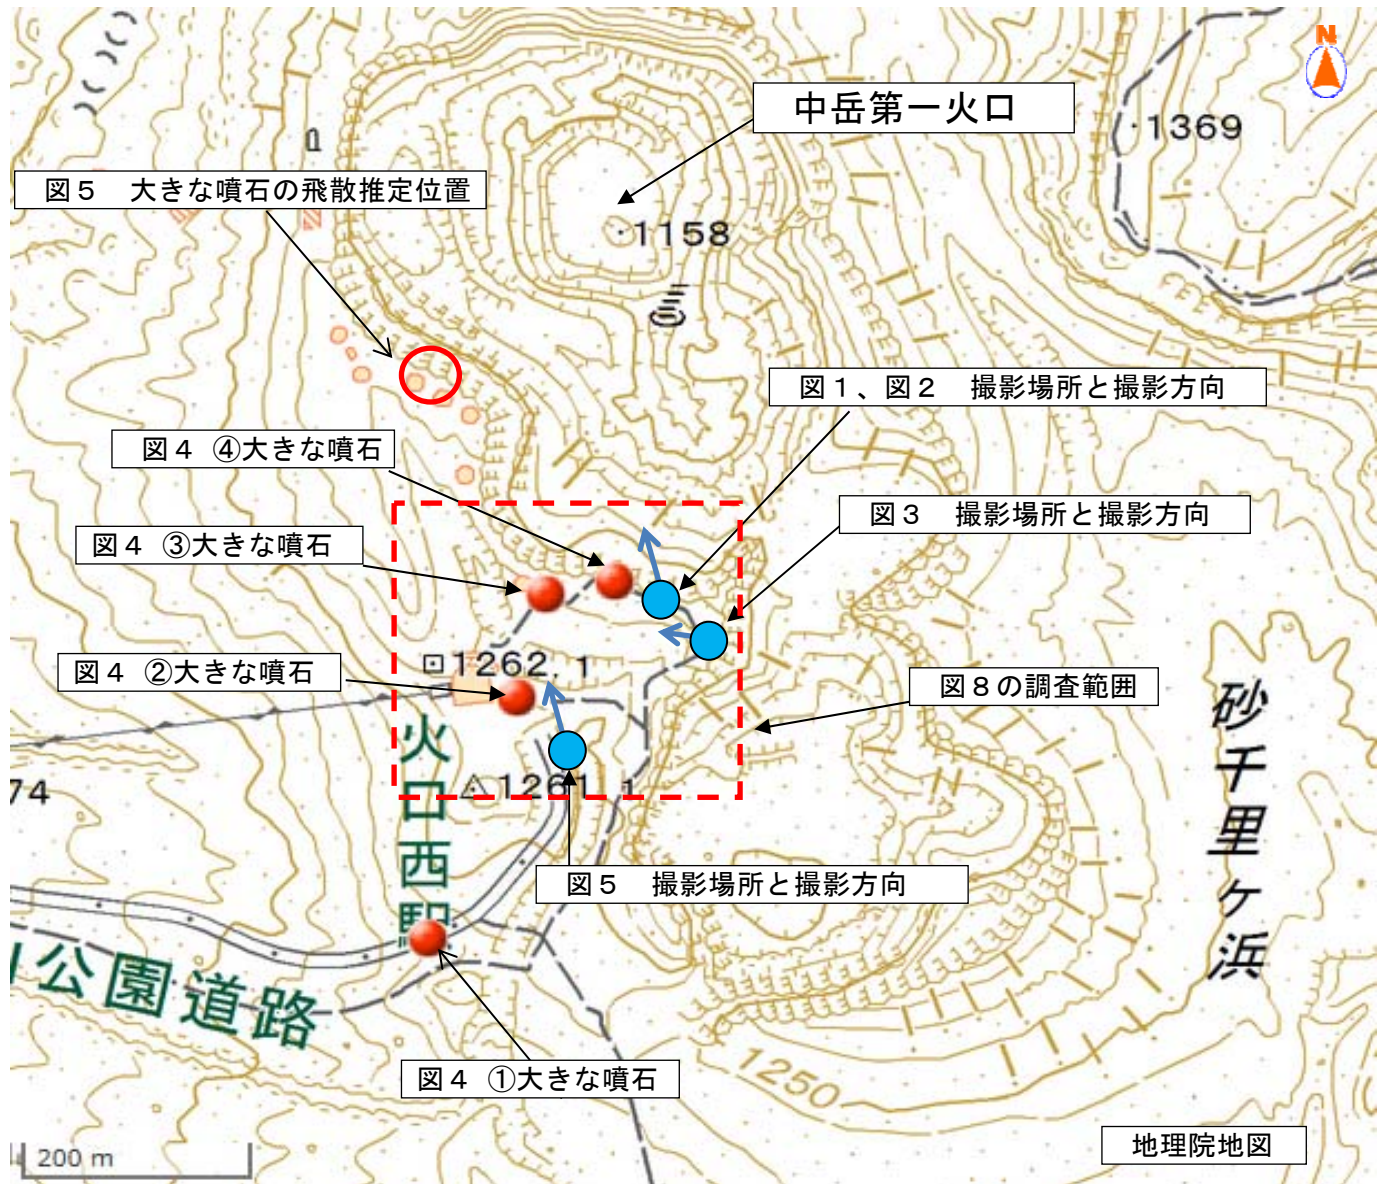 N
中岳第一火口
1369
図5 大きな噴石の飛散推定位置
1158
図1、図2 撮影場所と撮影方向
図4 ④大きな噴石
図3 撮影場所と撮影方向
図4 ③大きな噴石
1262.1
図4 ②大きな噴石
図8の調査範囲
砂千里ヶ浜
火口西駅
74
1261.1
図5 撮影場所と撮影方向
公園道路
図4 ①大きな噴石
1250
200 m
地理院地図